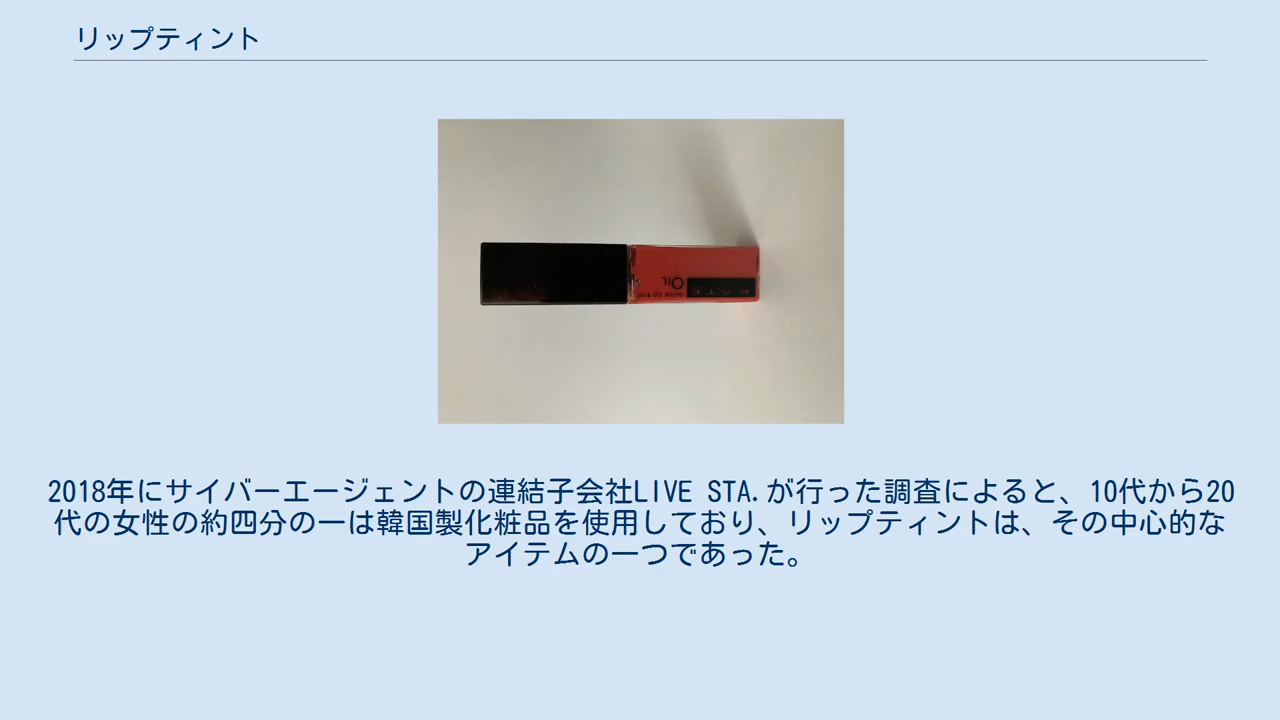 リップティント
OIL
color lip tint
KATE
2018年にサイバーエージェントの連結子会社LIVE STA.が行った調査によると、10代から20
代の女性の約四分の一は韓国製化粧品を使用しており、リップティントは、その中心的な
アイテムの一つであった。